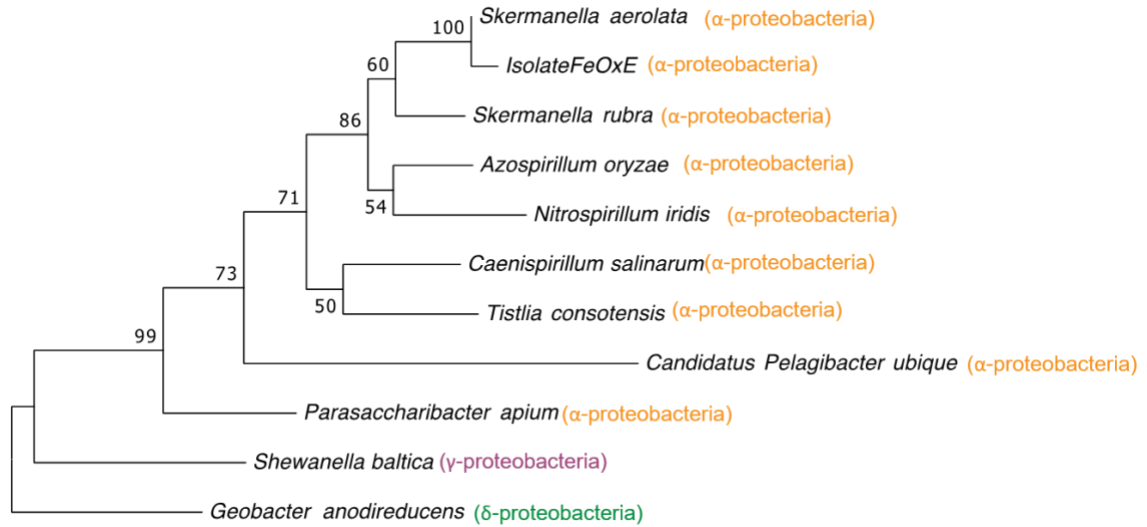 Skermanella aerolata (α-proteobacteria)
100
IsolateFeOxE (α-proteobacteria)
60
Skermanella rubra (α-proteobacteria)
86
Azospirillum oryzae (α-proteobacteria)
71
54
Nitrospirillum iridis (α-proteobacteria)
Caenispirillum salinarum(α-proteobacteria)
73
50
Tistlia consotensis (α-proteobacteria)
99
Candidatus Pelagibacter ubique (α-proteobacteria)
Parasaccharibacter apium(α-proteobacteria)
Shewanella baltica(γ-proteobacteria)
Geobacter anodireducens (δ-proteobacteria)